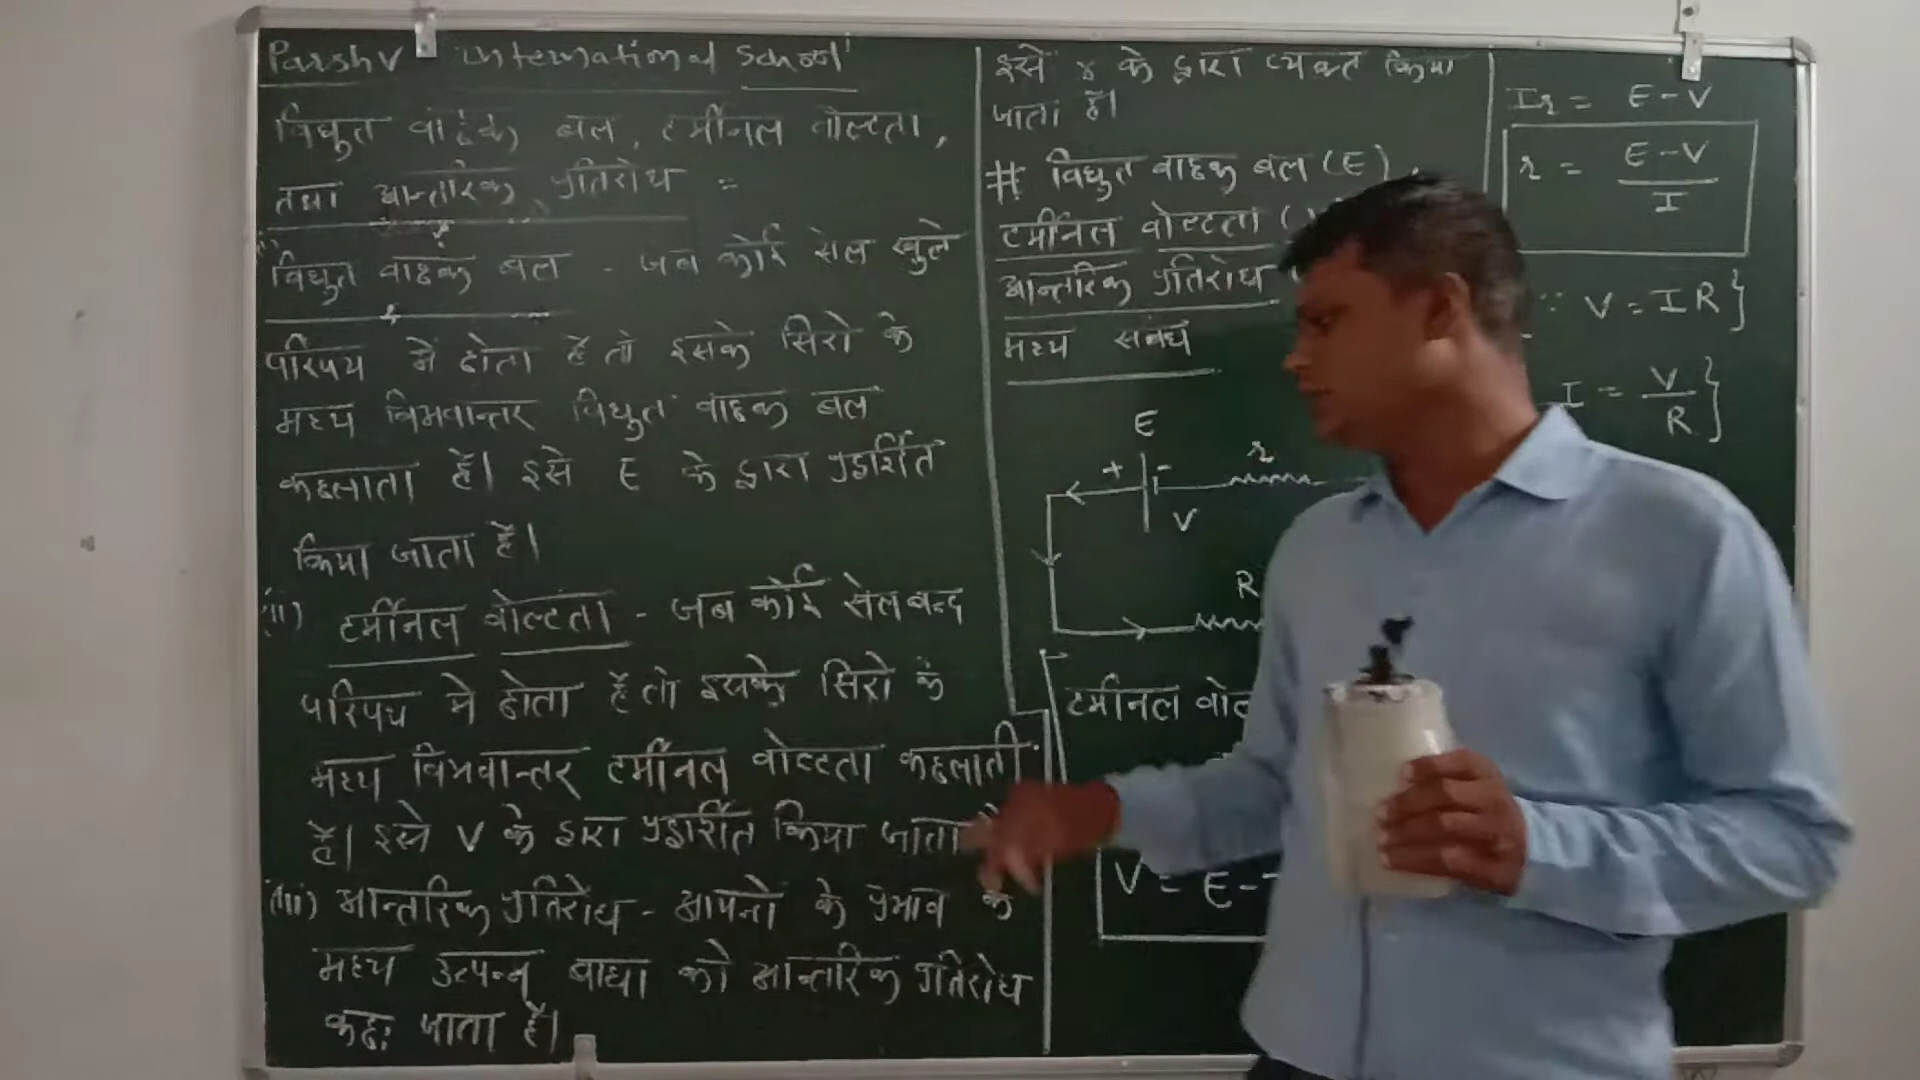 Parshv international School
विधुत वाहक बल, टर्मीनल वोल्टता,
तथा आन्तरिक प्रतिरोध =
विधुत वाहक बल - जब कोई सेल खुले
परिपथ में होता है तो इसके सिरो के
मध्य विभवान्तर विधुत वाहक बल
कहलाता है। इसे E के द्वारा प्रदर्शित
किया जाता है।
(ii) टर्मीनल वोल्टता - जब कोई सेल बन्द
परिपथ मे होता है तो इसके सिरो के
मध्य विभवान्तर टर्मीनल वोल्टता कहलाती
है। इसे V के द्वारा प्रदर्शित किया जाता
(iii) आन्तरिक प्रतिरोध - आयनो के प्रभाव के
मध्य उत्पन्न बाधा को आन्तरिक प्रतिरोध
कहा जाता है।
इसे r के द्वारा व्यक्त किया
जाता है।
# विधुत वाहक बल (E),
टर्मीनल वोल्टता (
आन्तरिक प्रतिरोध
मध्य संबंध
E
+ - r
V
R
टर्मीनल
V = E -
Ir = E - V
r = E - V / I
∵ V = IR}
I = V / R}